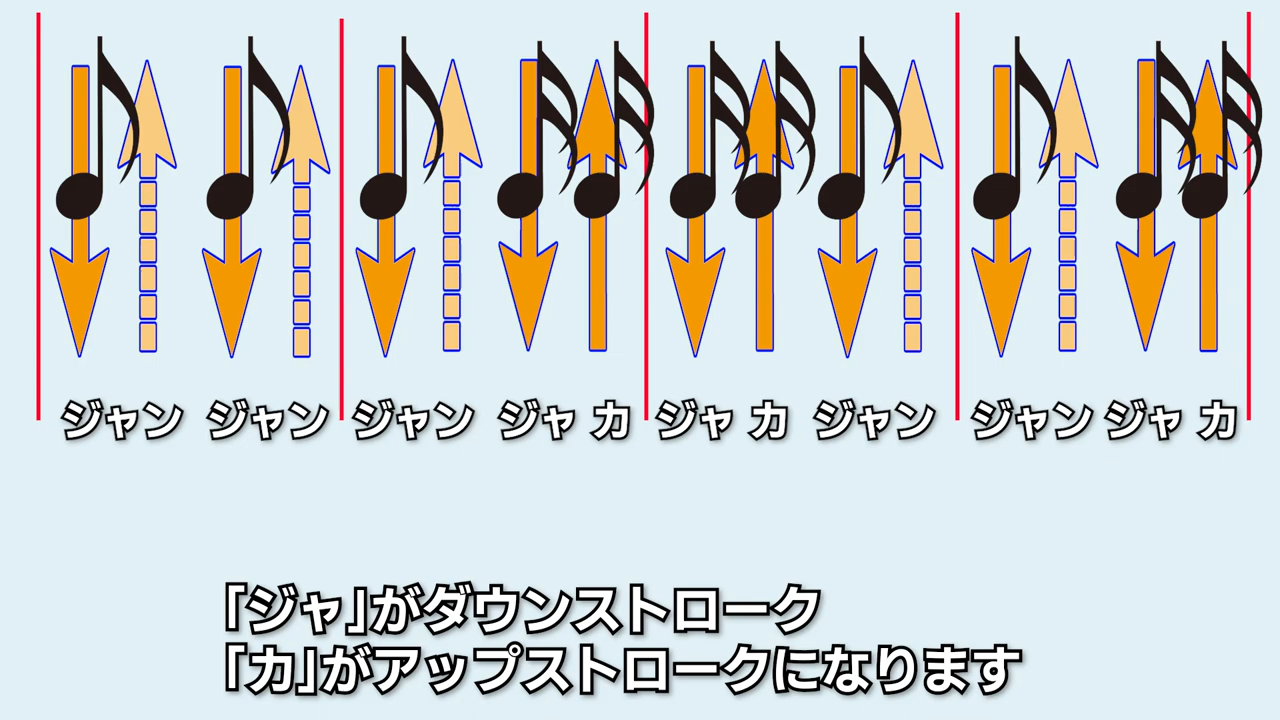 ジャン ジャン ジャン ジャ カ ジャ カ ジャン ジャン ジャ カ
「ジャ」がダウンストローク
「カ」がアップストロークになります